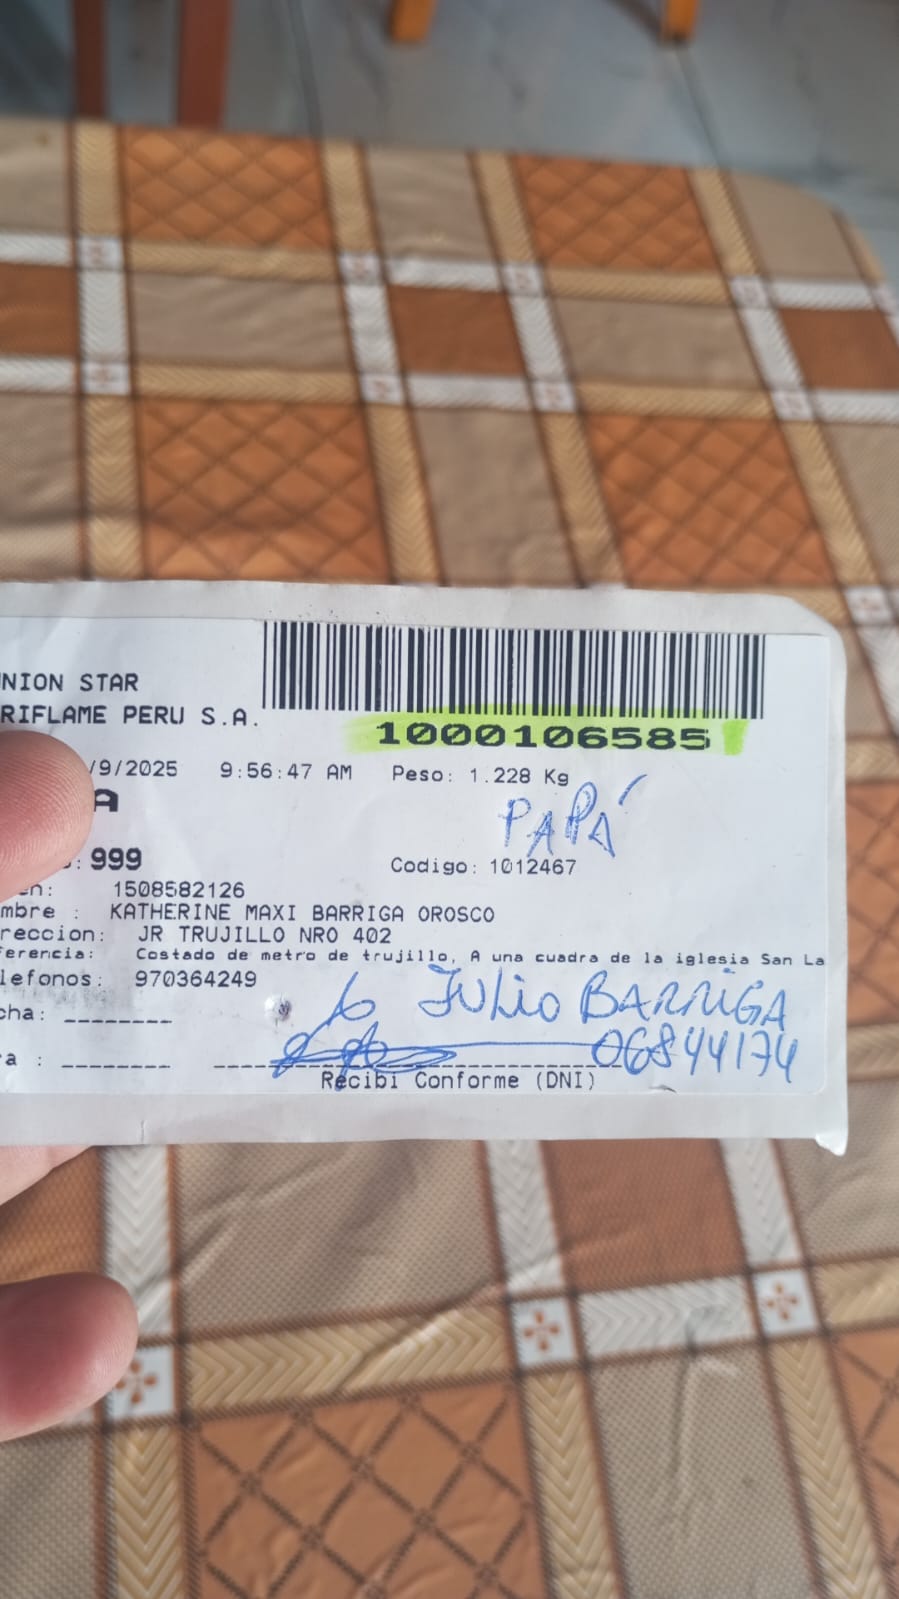 NION STAR
RIFLAME PERU S.A.
1000106585
/9/2025 9:56:47 AM Peso: 1.228 Kg
A
PAPÁ
: 999 Codigo: 1012467
en: 1508582126
mbre : KATHERINE MAXI BARRIGA OROSCO
reccion: JR TRUJILLO NRO 402
ferencia: Costado de metro de trujillo, A una cuadra de la iglesia San La
lefonos: 970364249
JULIO BARRIGA
cha: ________
06844174
a : ________
Recibi Conforme (DNI)